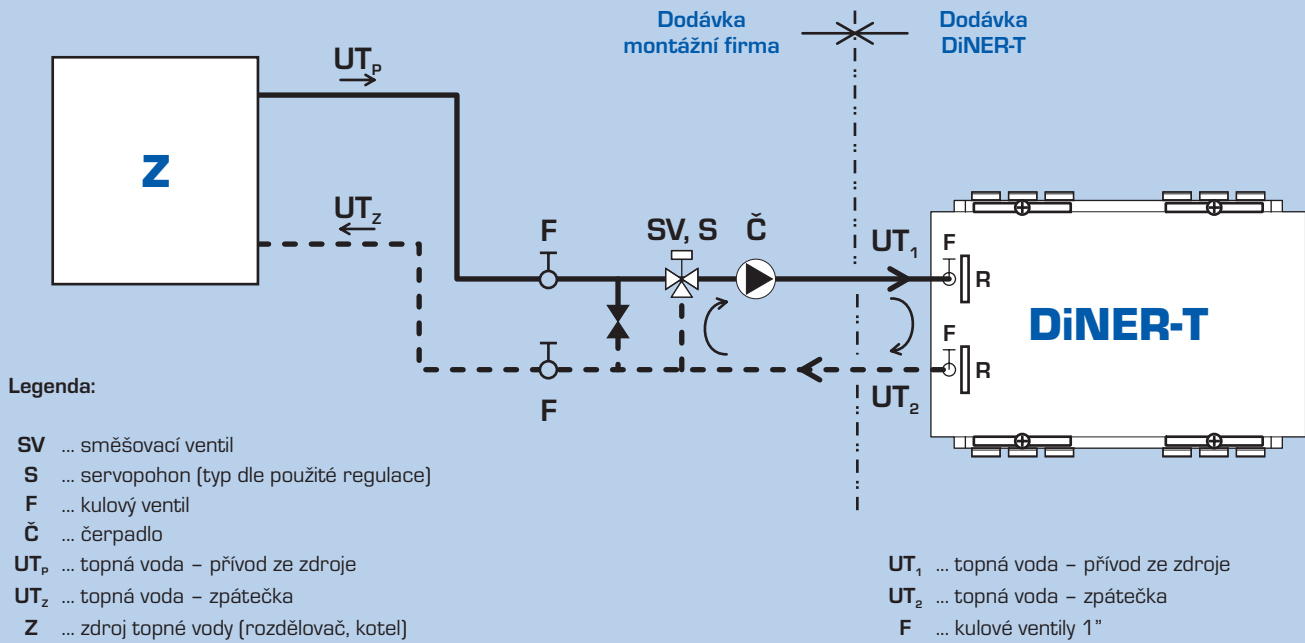 Dodávka
montážní firma
Dodávka
DiNER-T
UTP
Z
UTZ
F
SV, S
Č
UT1
F
R
DiNER-T
F
R
F
UT2
Legenda:
SV ... směšovací ventil
S ... servopohon (typ dle použité regulace)
F ... kulový ventil
Č ... čerpadlo
UTP ... topná voda – přívod ze zdroje
UTZ ... topná voda – zpátečka
Z ... zdroj topné vody (rozdělovač, kotel)
UT1 ... topná voda – přívod ze zdroje
UT2 ... topná voda – zpátečka
F ... kulové ventily 1"